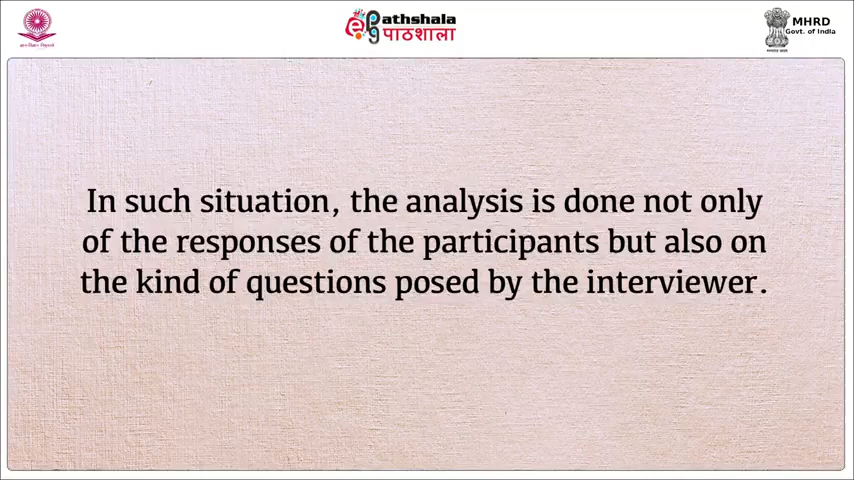 ePathshala
पाठशाला
MHRD
Govt. of India
In such situation, the analysis is done not only
of the responses of the participants but also on
the kind of questions posed by the interviewer.